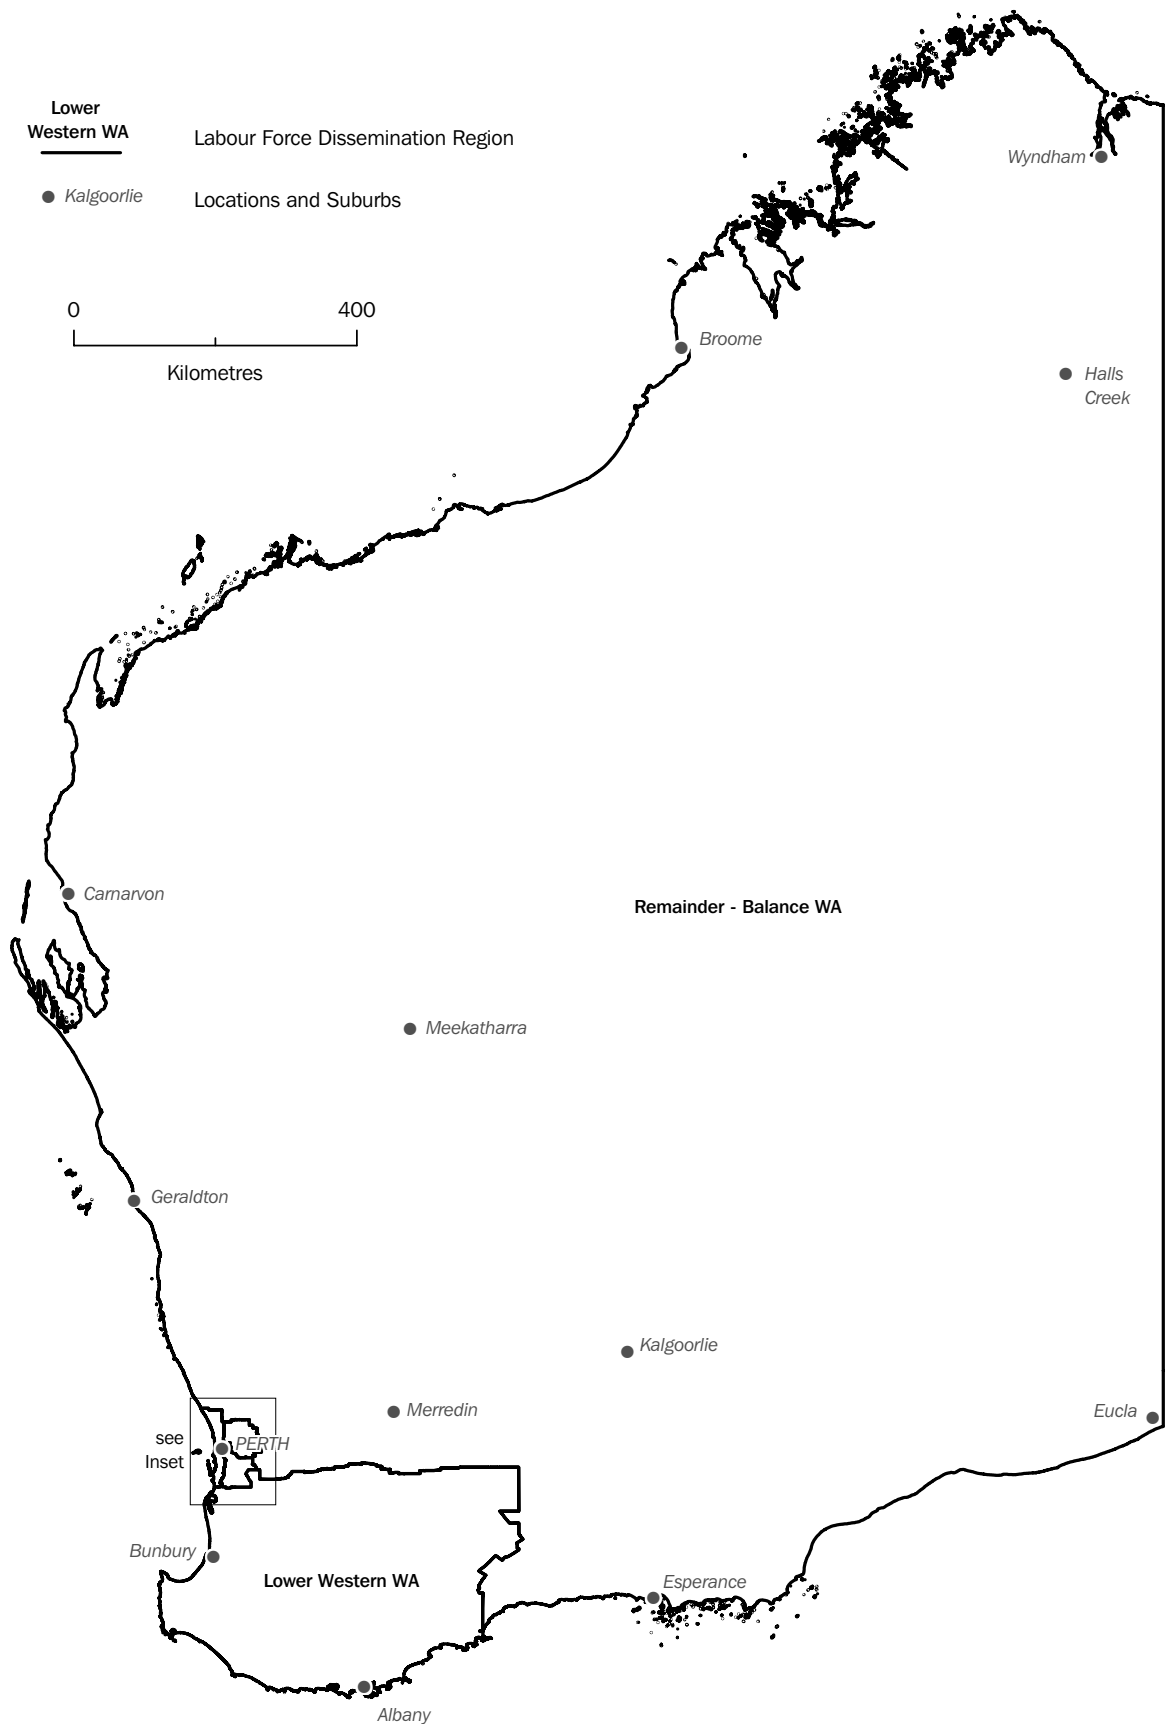 Lower
Western WA
Labour Force Dissemination Region
Kalgoorlie
Locations and Suburbs
0 400
Kilometres
Wyndham
Broome
Halls
Creek
Carnarvon
Remainder - Balance WA
Meekatharra
Geraldton
Kalgoorlie
Merredin
Eucla
see
Inset
PERTH
Bunbury
Lower Western WA
Esperance
Albany